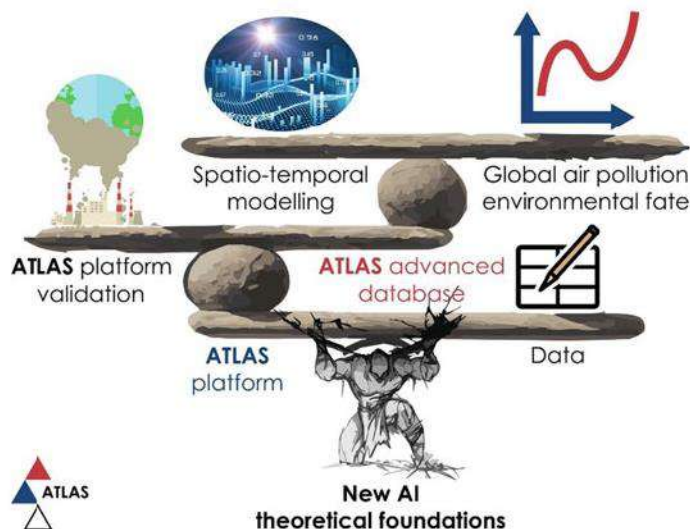 Spatio-temporal
modelling
Global air pollution
environmental fate
ATLAS platform
validation
ATLAS advanced
database
ATLAS
platform
Data
ATLAS
New AI
theoretical foundations